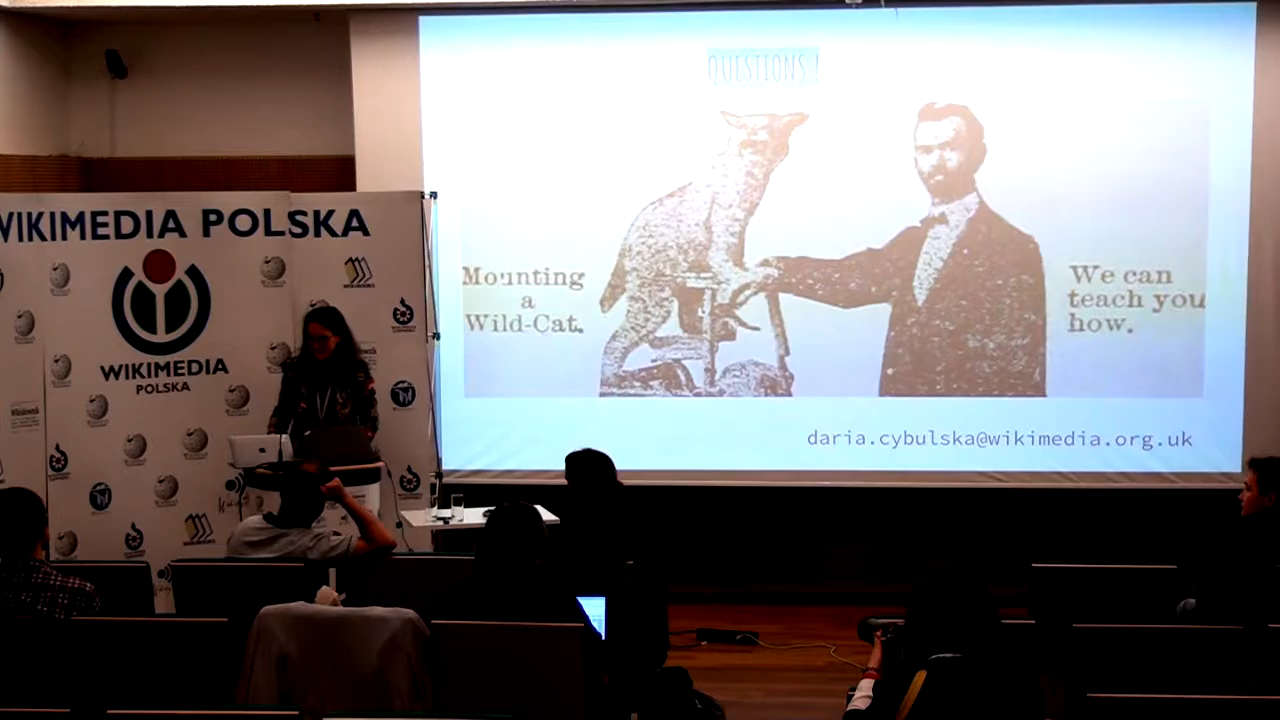 QUESTIONS !
Mounting
a
Wild-Cat.
We can
teach you
how.
daria.cybulska@wikimedia.org.uk
WIKIMEDIA POLSKA
WIKIMEDIA
POLSKA